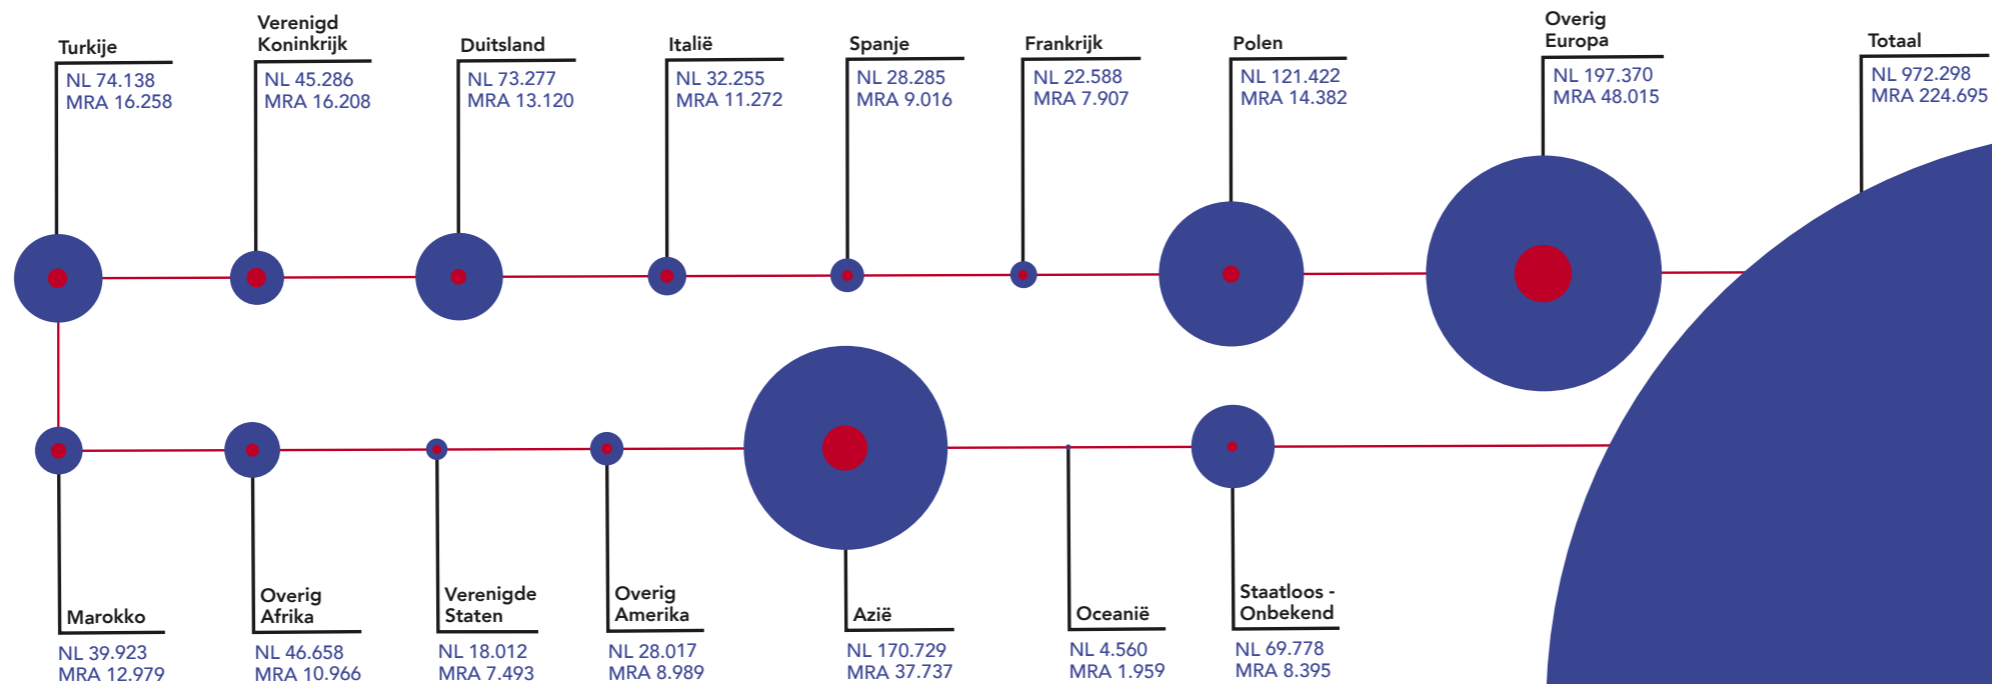 Turkije
NL 74.138
MRA 16.258
Verenigd
Koninkrijk
NL 45.286
MRA 16.208
Duitsland
NL 73.277
MRA 13.120
Italië
NL 32.255
MRA 11.272
Spanje
NL 28.285
MRA 9.016
Frankrijk
NL 22.588
MRA 7.907
Polen
NL 121.422
MRA 14.382
Overig
Europa
NL 197.370
MRA 48.015
Totaal
NL 972.298
MRA 224.695
Marokko
NL 39.923
MRA 12.979
Overig
Afrika
NL 46.658
MRA 10.966
Verenigde
Staten
NL 18.012
MRA 7.493
Overig
Amerika
NL 28.017
MRA 8.989
Azië
NL 170.729
MRA 37.737
Oceanië
NL 4.560
MRA 1.959
Staatloos -
Onbekend
NL 69.778
MRA 8.395